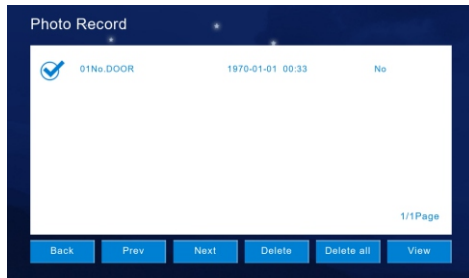 Photo Record
01No.DOOR 1970-01-01 00:33 No
1/1Page
Back Prev Next Delete Delete all View